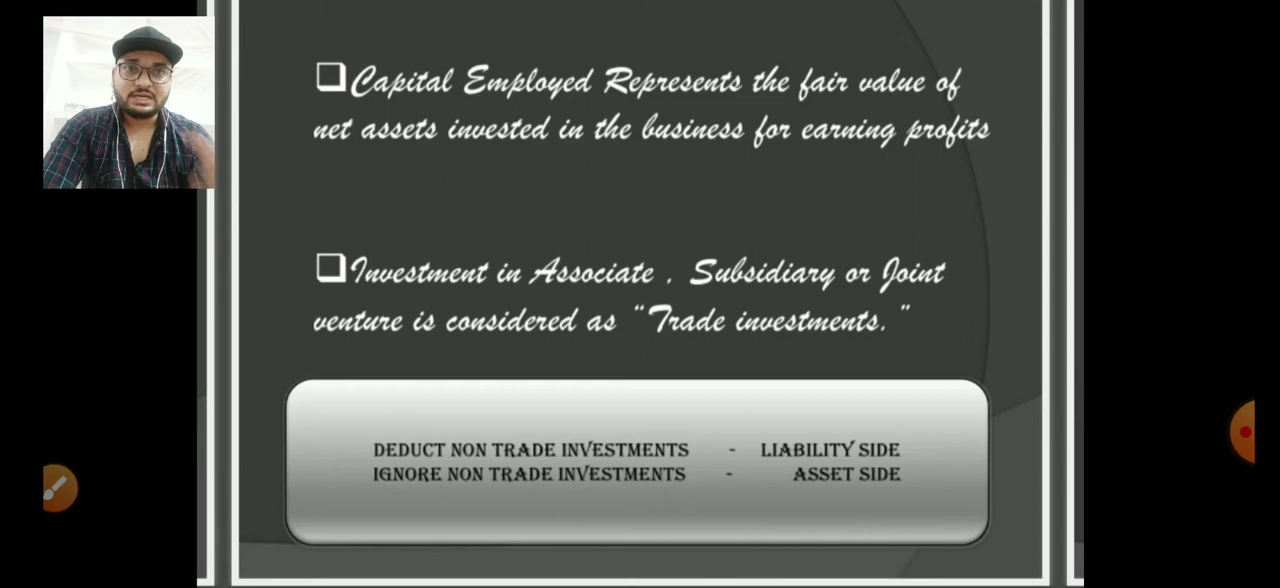 Capital Employed Represents the fair value of
net assets invested in the business for earning profits
Investment in Associate , Subsidiary or Joint
venture is considered as “Trade investments. ”
DEDUCT NON TRADE INVESTMENTS - LIABILITY SIDE
IGNORE NON TRADE INVESTMENTS - ASSET SIDE